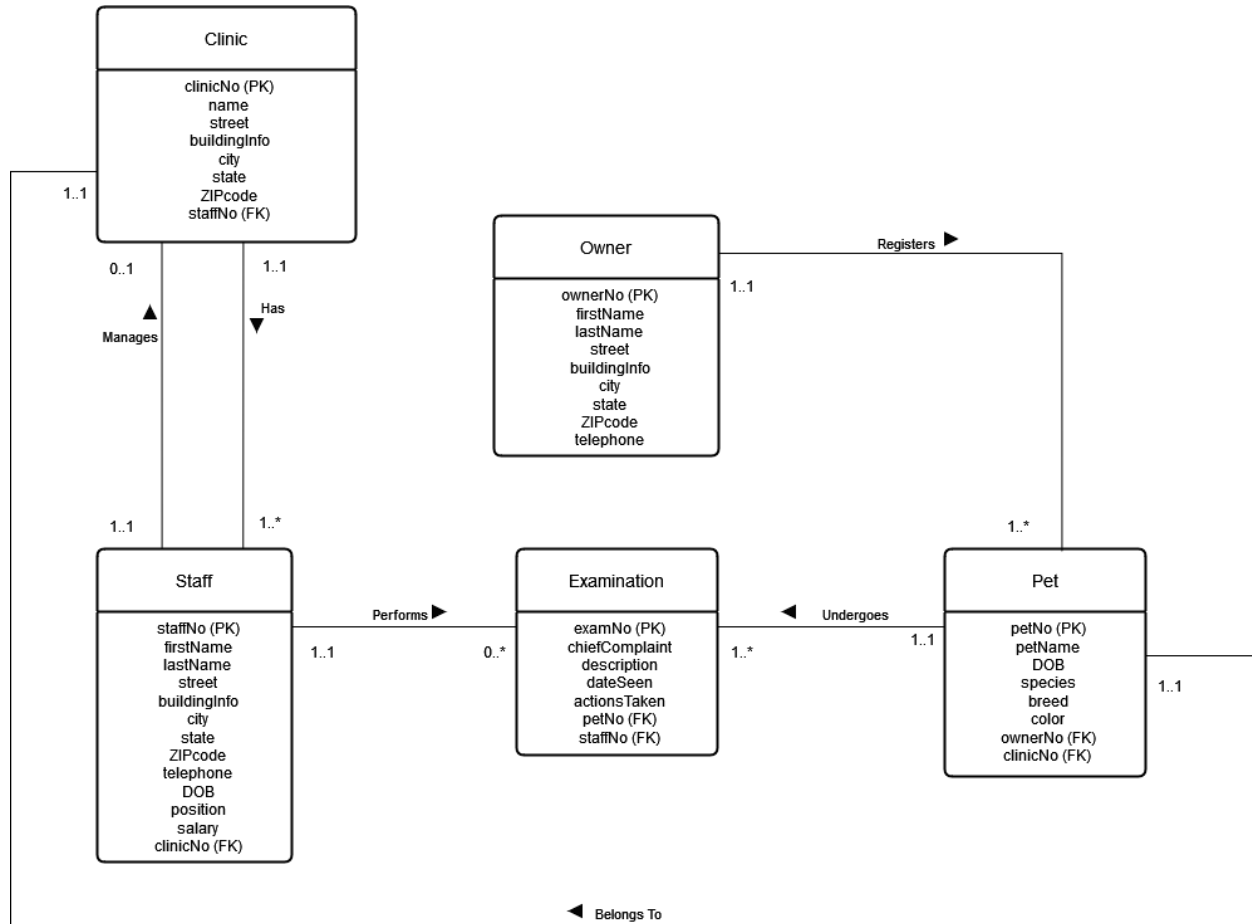 Clinic
clinicNo (PK)
name
street
buildingInfo
city
state
ZIPcode
staffNo (FK)
1..1
0..1
1..1
Has
Manages
1..1
1..*
Owner
ownerNo (PK)
firstName
lastName
street
buildingInfo
city
state
ZIPcode
telephone
Registers
1..1
1..*
Staff
staffNo (PK)
firstName
lastName
street
buildingInfo
city
state
ZIPcode
telephone
DOB
position
salary
clinicNo (FK)
Performs
1..1
0..*
Examination
examNo (PK)
chiefComplaint
description
dateSeen
actionsTaken
petNo (FK)
staffNo (FK)
Undergoes
1..*
1..1
Pet
petNo (PK)
petName
DOB
species
breed
color
ownerNo (FK)
clinicNo (FK)
1..1
Belongs To